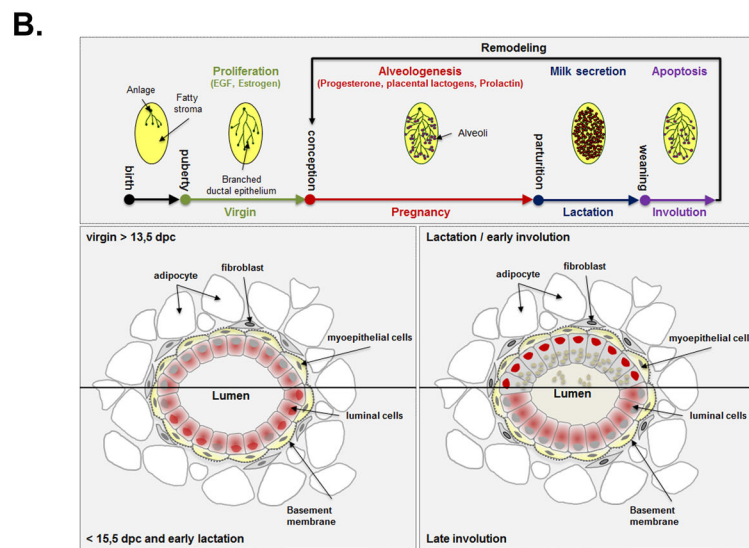 B.
Remodeling
Proliferation
(EGF, Estrogen)
Alveologenesis
(Progesterone, placental lactogens, Prolactin)
Milk secretion
Apoptosis
Anlage
Fatty
stroma
Branched
ductal epithelium
Alveoli
birth
puberty
conception
parturition
weaning
Virgin
Pregnancy
Lactation
Involution
virgin > 13,5 dpc
adipocyte
fibroblast
myoepithelial cells
Lumen
luminal cells
Basement
membrane
< 15,5 dpc and early lactation
Lactation / early involution
adipocyte
fibroblast
myoepithelial cells
Lumen
luminal cells
Basement
membrane
Late involution